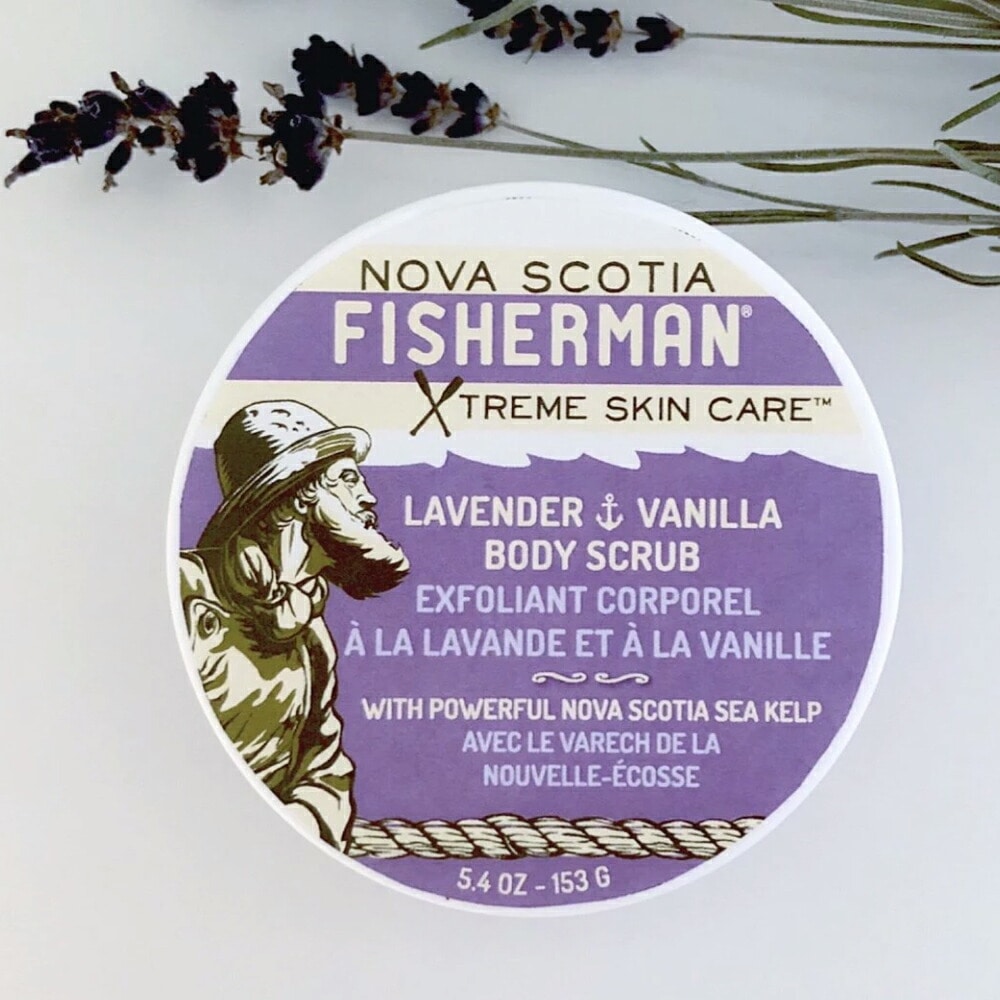 NOVA SCOTIA
FISHERMAN®
XTREME SKIN CARE™
LAVENDER ⚓ VANILLA
BODY SCRUB
EXFOLIANT CORPOREL
À LA LAVANDE ET À LA VANILLE
WITH POWERFUL NOVA SCOTIA SEA KELP
AVEC LE VARECH DE LA
NOUVELLE-ÉCOSSE
5.4 OZ - 153 G